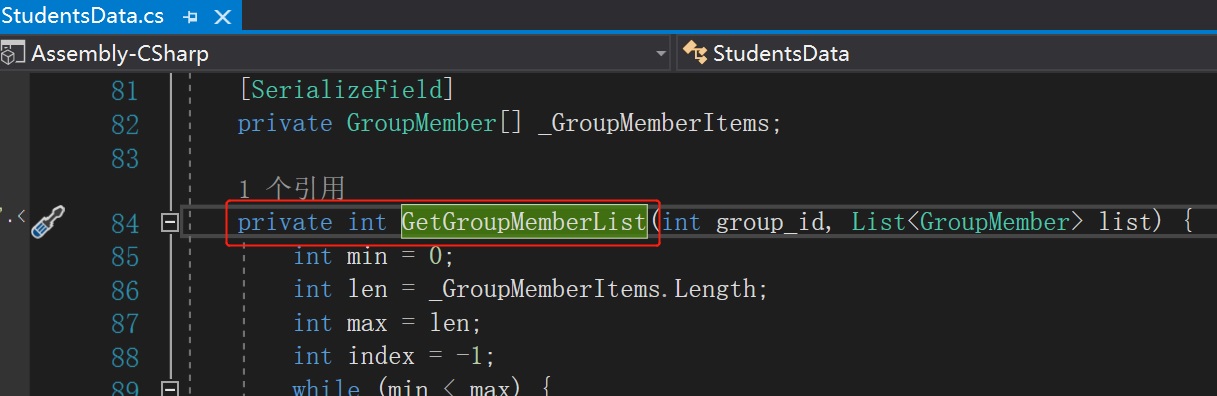 StudentsData.cs
Assembly-CSharp StudentsData
81 [SerializeField]
82 private GroupMember[] _GroupMemberItems;
83
1 个引用
84 private int GetGroupMemberList(int group_id, List<GroupMember> list) {
85 int min = 0;
86 int len = _GroupMemberItems.Length;
87 int max = len;
88 int index = -1;
89 while (min < max) {